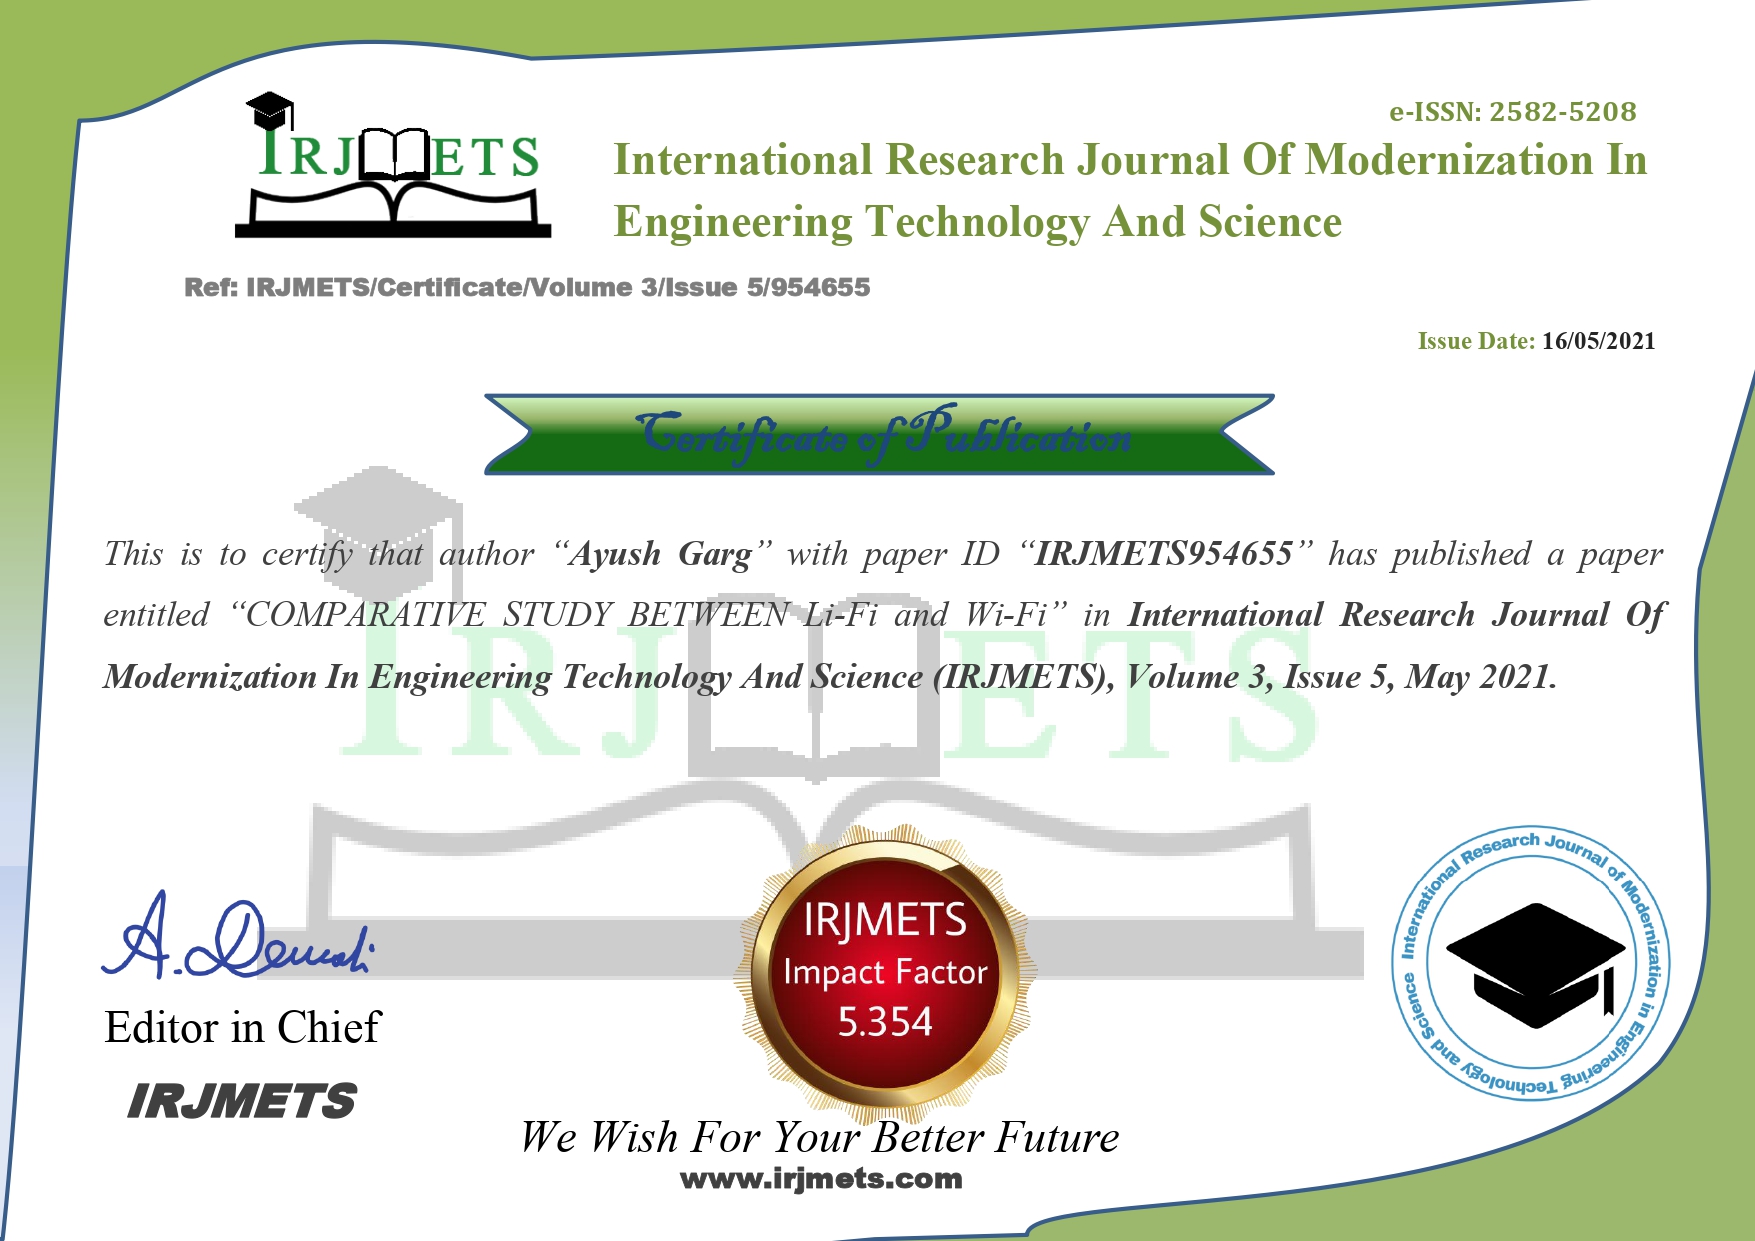 e-ISSN: 2582-5208
IRJMETS
International Research Journal Of Modernization In
Engineering Technology And Science
Ref: IRJMETS/Certificate/Volume 3/Issue 5/954655
Issue Date: 16/05/2021
Certificate of Publication
This is to certify that author “Ayush Garg” with paper ID “IRJMETS954655” has published a paper
entitled “COMPARATIVE STUDY BETWEEN Li-Fi and Wi-Fi” in International Research Journal Of
Modernization In Engineering Technology And Science (IRJMETS), Volume 3, Issue 5, May 2021.
IRJMETS
IRJMETS
Impact Factor
5.354
International Research Journal of Modernization in Engineering Technology and Science
Editor in Chief
IRJMETS
We Wish For Your Better Future
www.irjmets.com